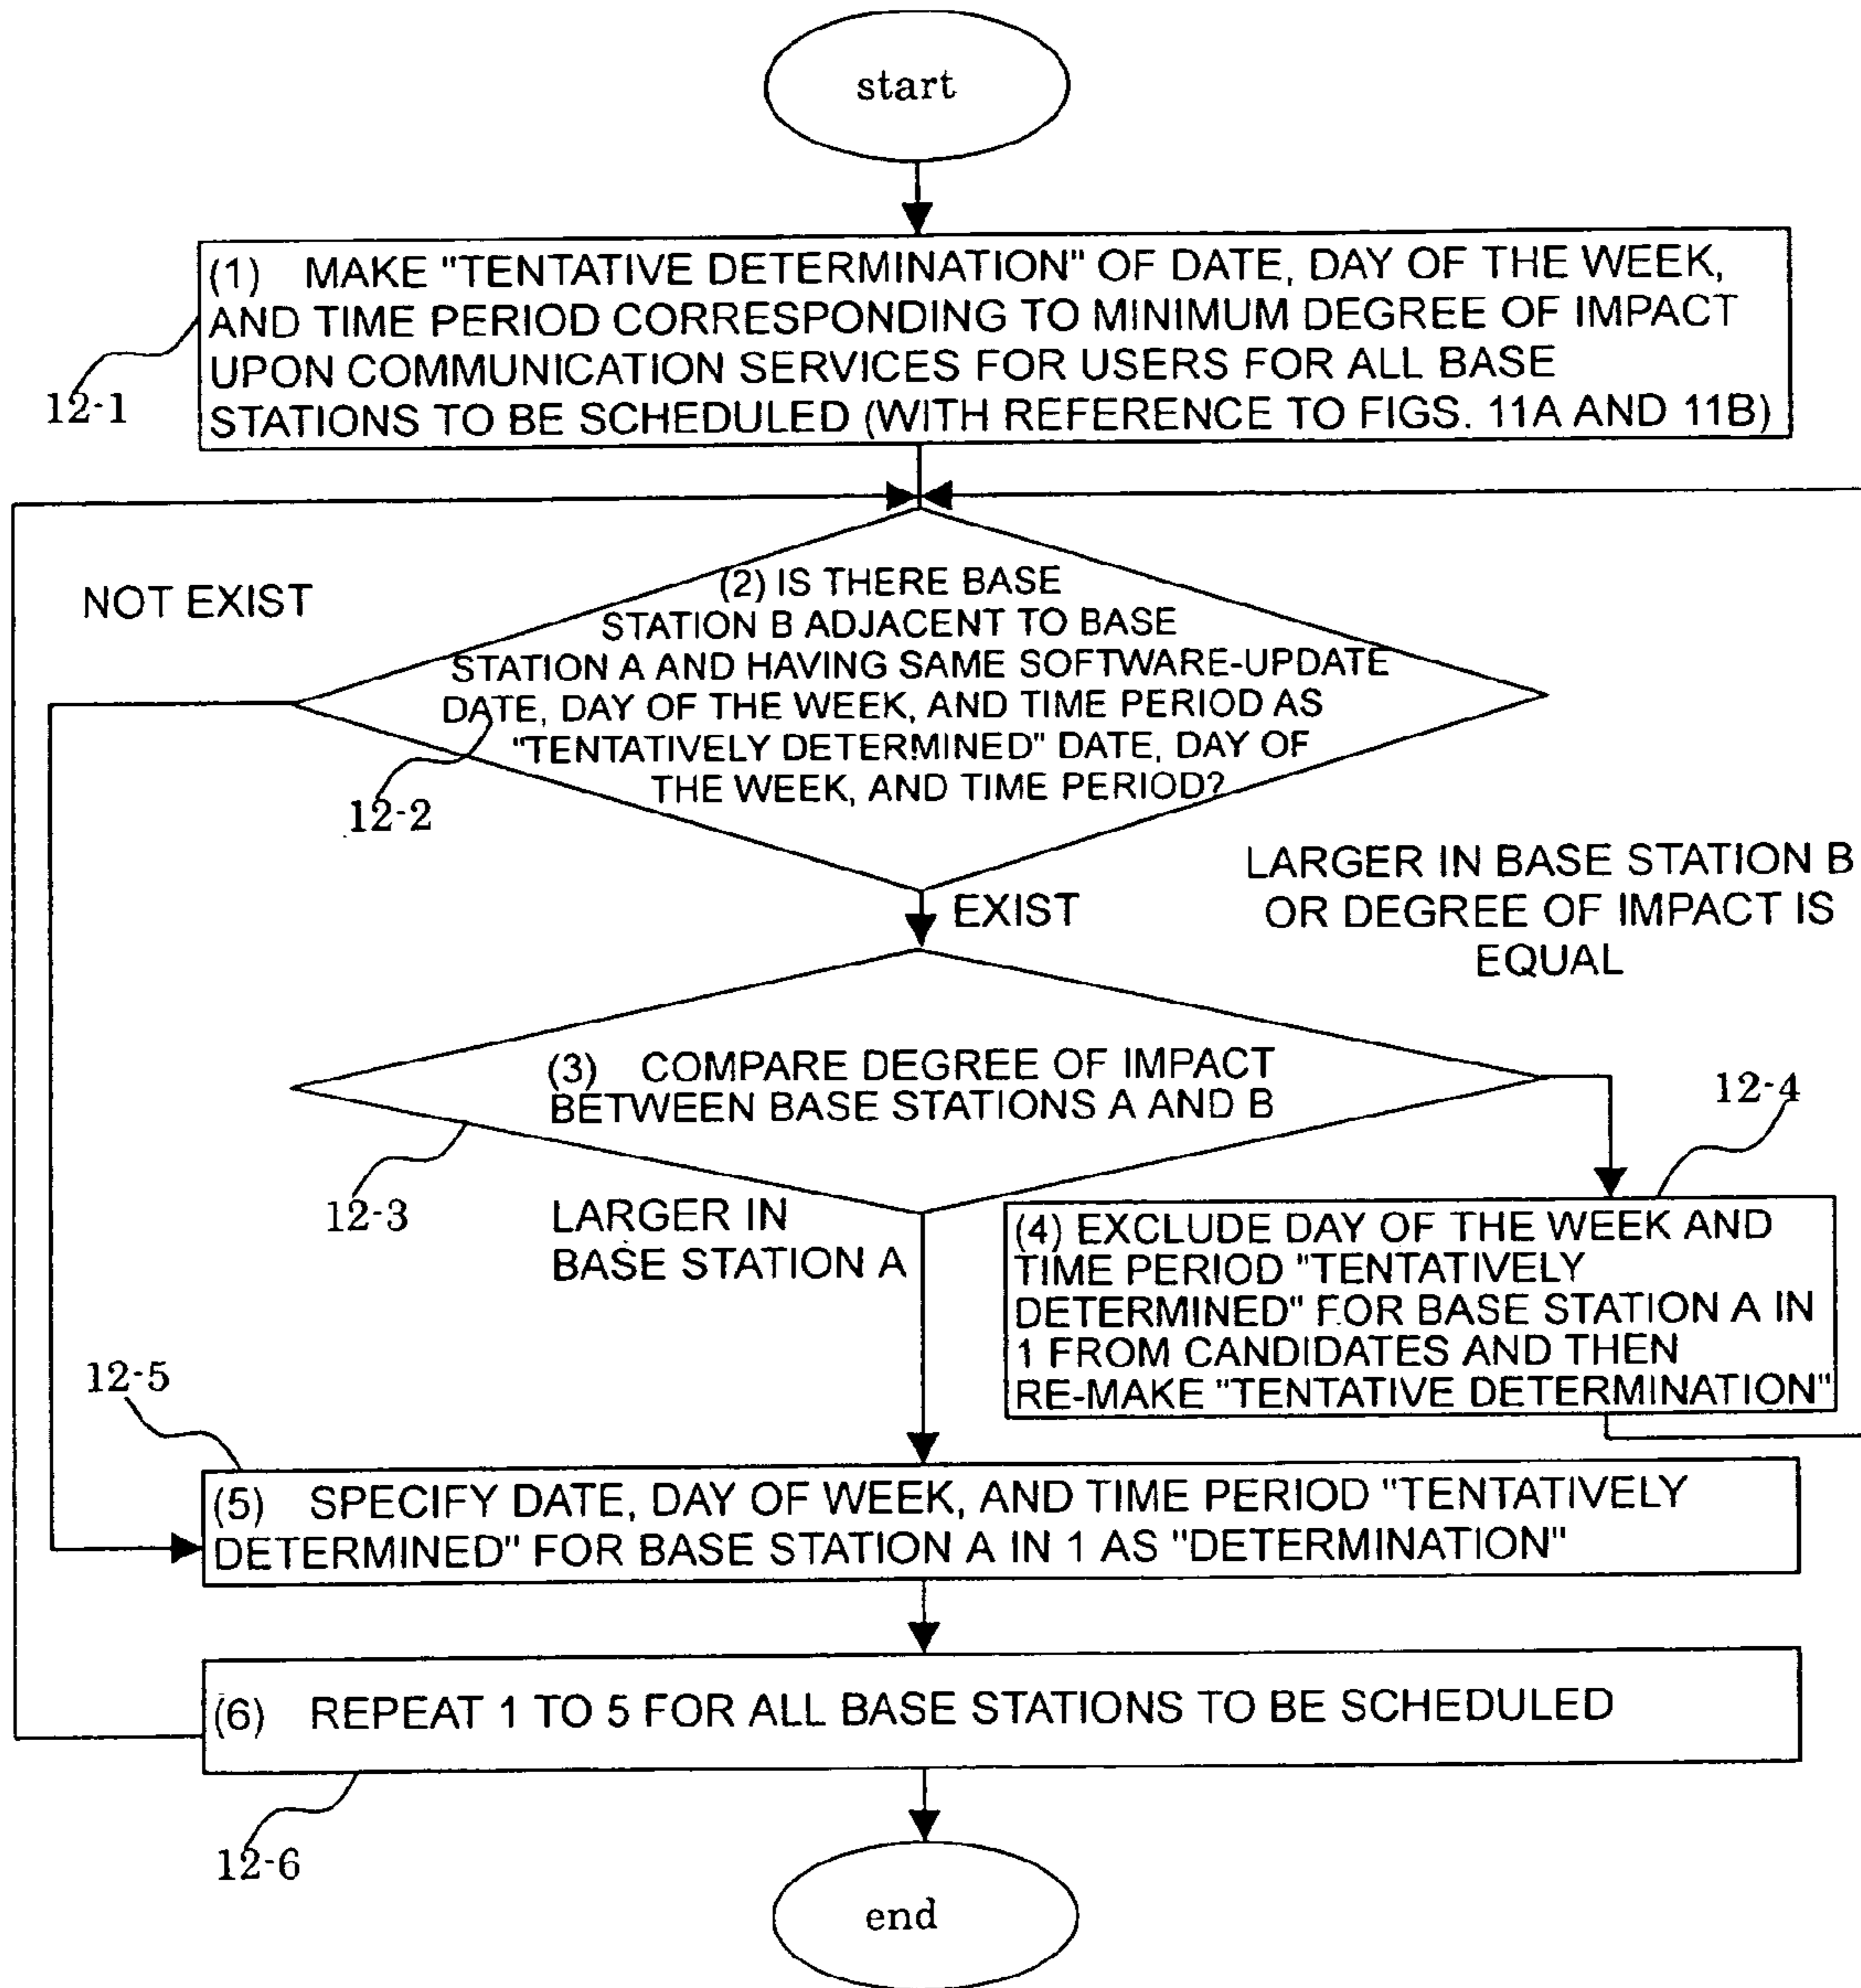 start
(1) MAKE "TENTATIVE DETERMINATION" OF DATE, DAY OF THE WEEK,
AND TIME PERIOD CORRESPONDING TO MINIMUM DEGREE OF IMPACT
UPON COMMUNICATION SERVICES FOR USERS FOR ALL BASE
STATIONS TO BE SCHEDULED (WITH REFERENCE TO FIGS. 11A AND 11B)
12-1
NOT EXIST
(2) IS THERE BASE
STATION B ADJACENT TO BASE
STATION A AND HAVING SAME SOFTWARE-UPDATE
DATE, DAY OF THE WEEK, AND TIME PERIOD AS
"TENTATIVELY DETERMINED" DATE, DAY OF
THE WEEK, AND TIME PERIOD?
12-2
EXIST
LARGER IN BASE STATION B
OR DEGREE OF IMPACT IS
EQUAL
(3) COMPARE DEGREE OF IMPACT
BETWEEN BASE STATIONS A AND B
12-3
12-4
LARGER IN
BASE STATION A
(4) EXCLUDE DAY OF THE WEEK AND
TIME PERIOD "TENTATIVELY
DETERMINED" FOR BASE STATION A IN
1 FROM CANDIDATES AND THEN
RE-MAKE "TENTATIVE DETERMINATION"
12-5
(5) SPECIFY DATE, DAY OF WEEK, AND TIME PERIOD "TENTATIVELY
DETERMINED" FOR BASE STATION A IN 1 AS "DETERMINATION"
(6) REPEAT 1 TO 5 FOR ALL BASE STATIONS TO BE SCHEDULED
12-6
end